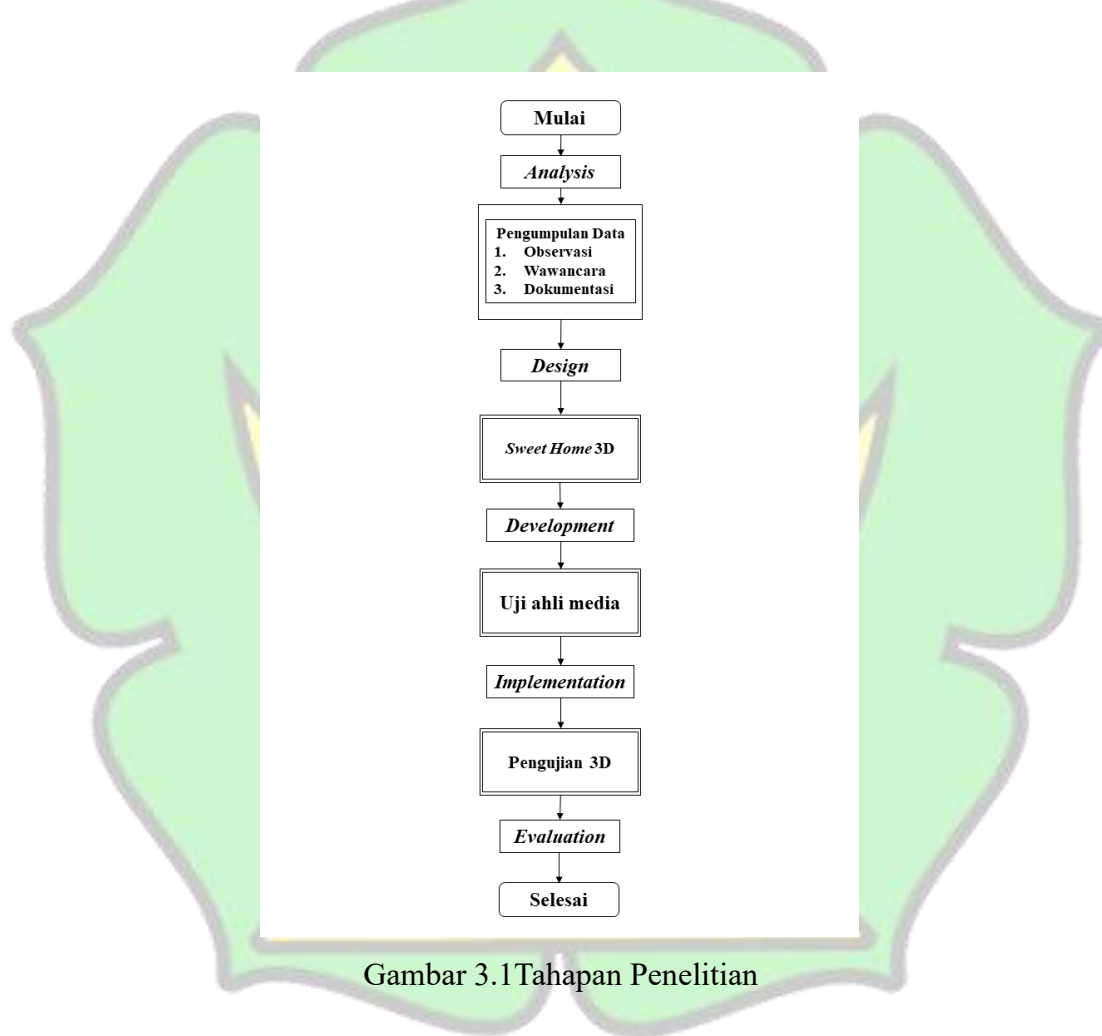 Mulai
Analysis
Pengumpulan Data
1. Observasi
2. Wawancara
3. Dokumentasi
Design
Sweet Home 3D
Development
Uji ahli media
Implementation
Pengujian 3D
Evaluation
Selesai
Gambar 3.1Tahapan Penelitian